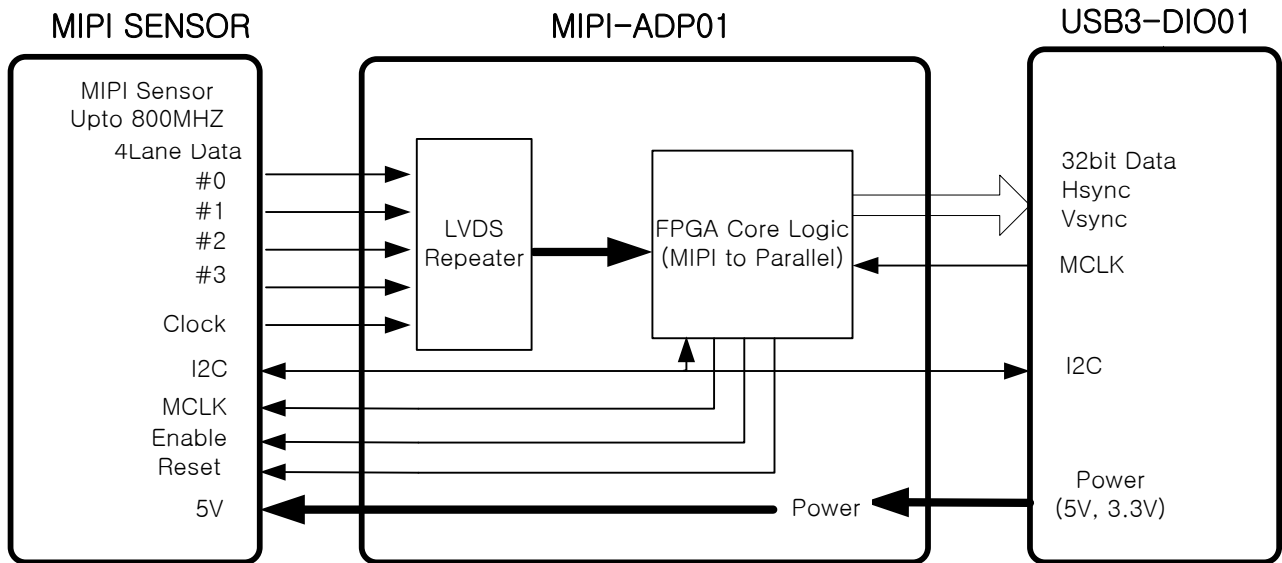 MIPI SENSOR
MIPI-ADP01
USB3-DIO01
MIPI Sensor
Upto 800MHZ
4Lane Data
#0
#1
#2
#3
Clock
I2C
MCLK
Enable
Reset
5V
LVDS
Repeater
FPGA Core Logic
(MIPI to Parallel)
Power
32bit Data
Hsync
Vsync
MCLK
I2C
Power
(5V, 3.3V)